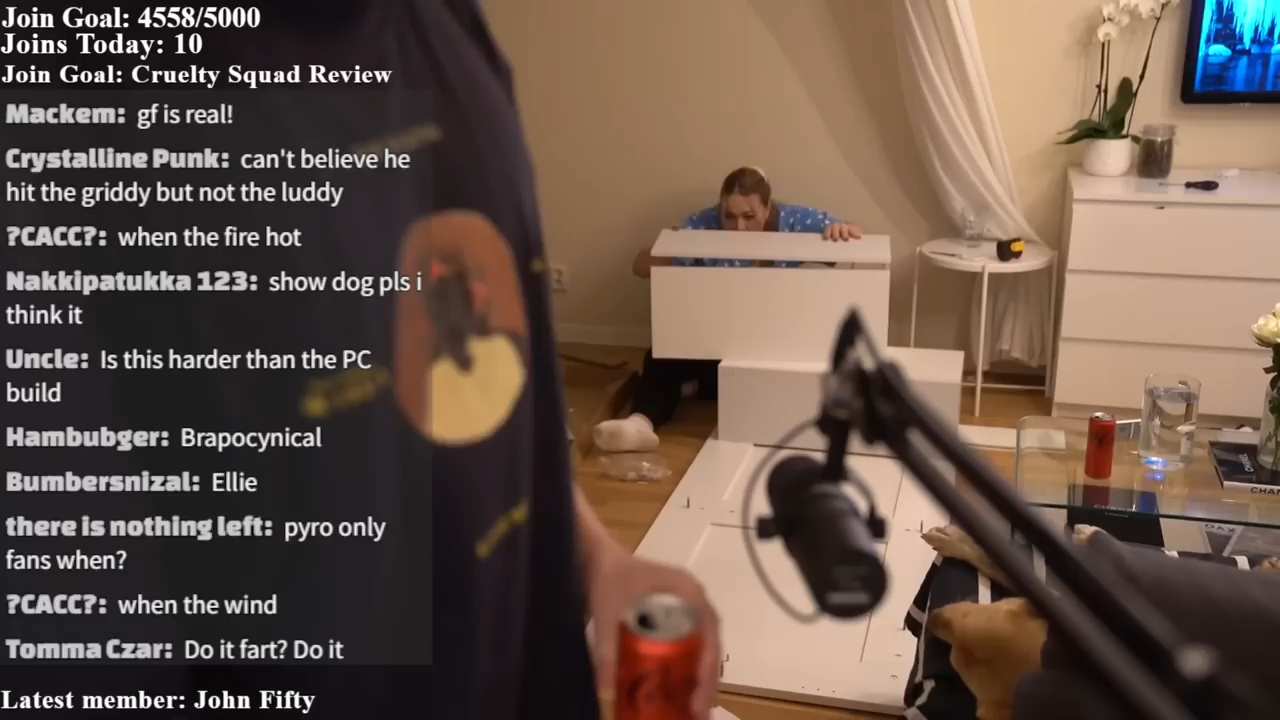 Join Goal: 4558/5000
Joins Today: 10
Join Goal: Cruelty Squad Review
Mackem: gf is real!
Crystalline Punk: can't believe he
hit the griddy but not the luddy
?CACC?: when the fire hot
Nakkipatukka 123: show dog pls i
think it
Uncle: Is this harder than the PC
build
Hambubger: Brapocynical
Bumbersnizal: Ellie
there is nothing left: pyro only
fans when?
?CACC?: when the wind
Tomma Czar: Do it fart? Do it
Latest member: John Fifty